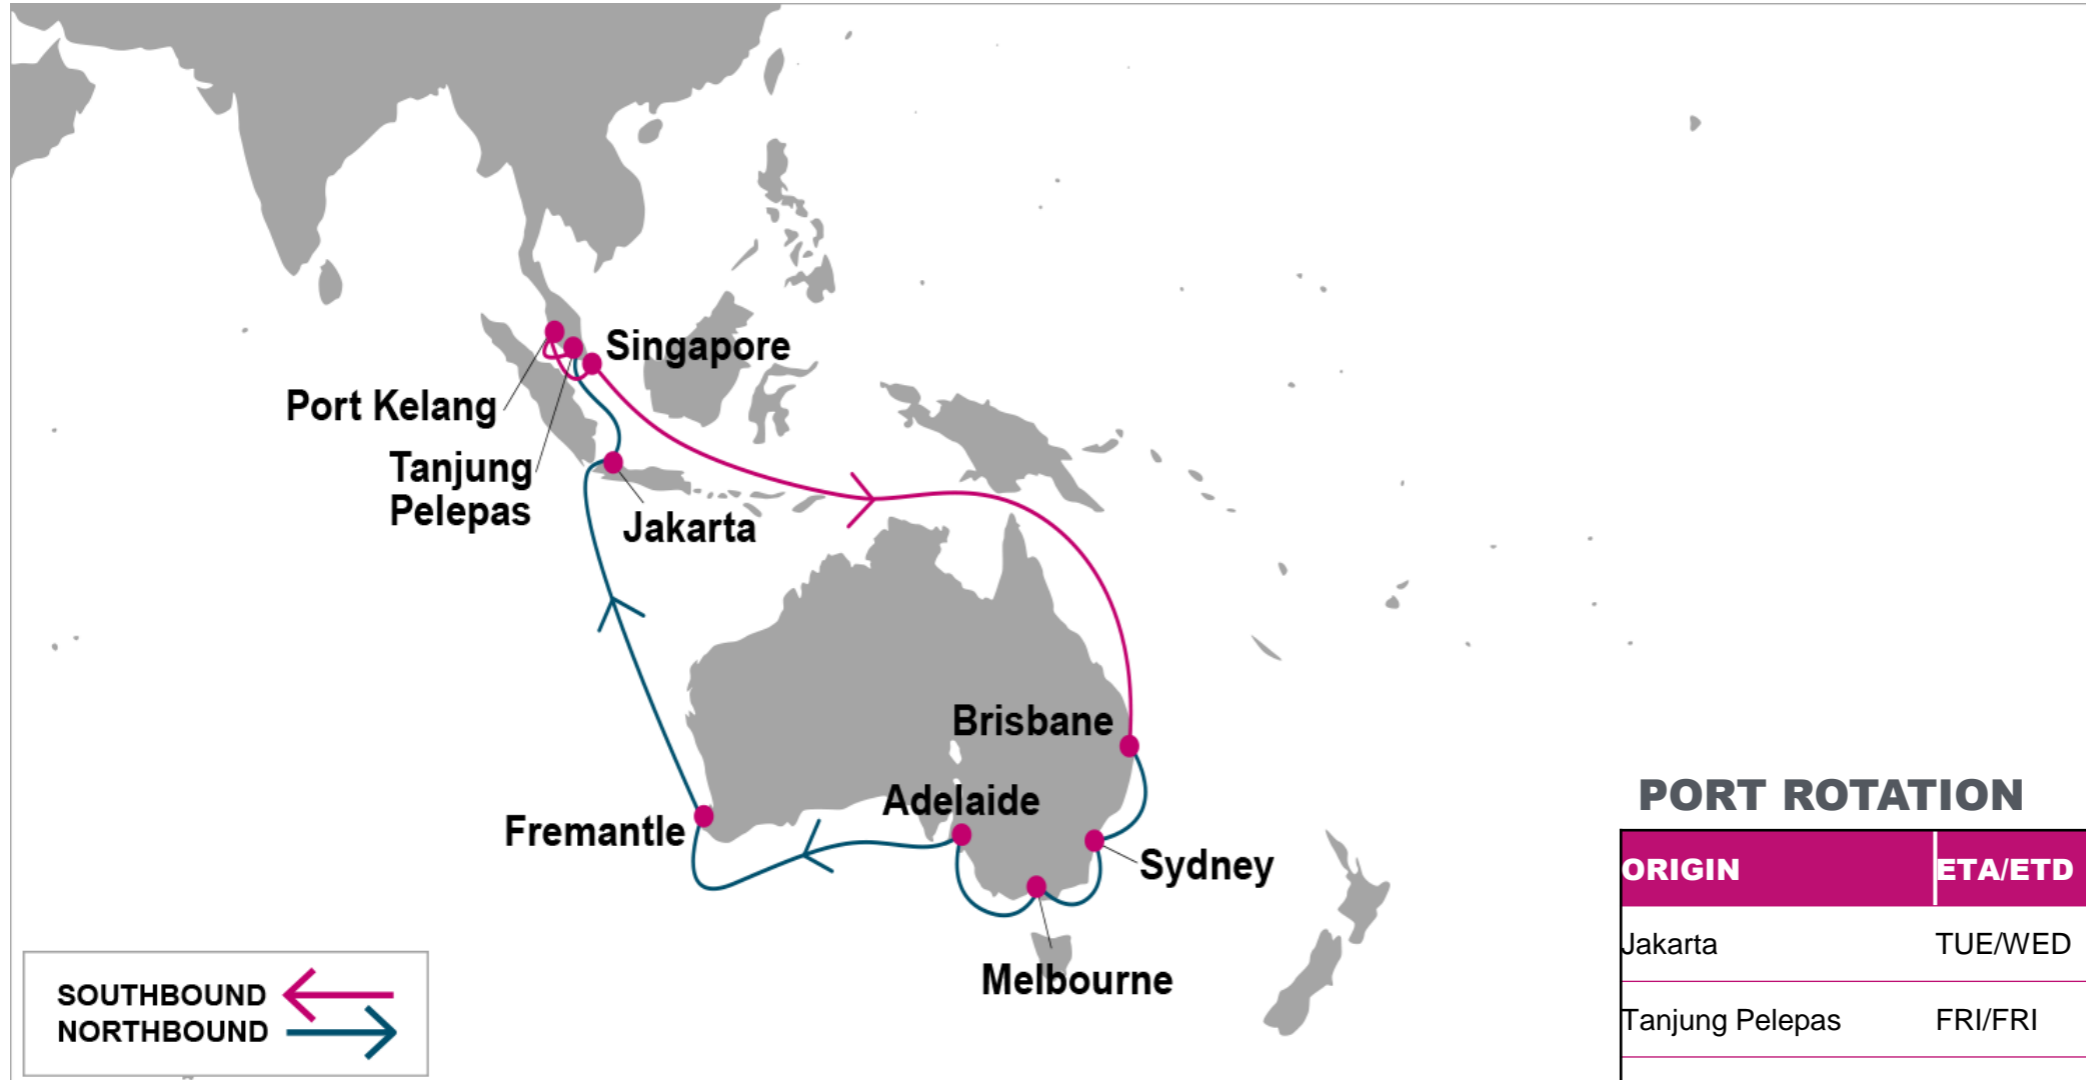 Singapore
Port Kelang
Tanjung
Pelepas
Jakarta
Brisbane
Adelaide
Fremantle
Sydney
Melbourne
SOUTHBOUND
NORTHBOUND
PORT ROTATION
ORIGIN ETA/ETD
Jakarta TUE/WED
Tanjung Pelepas FRI/FRI